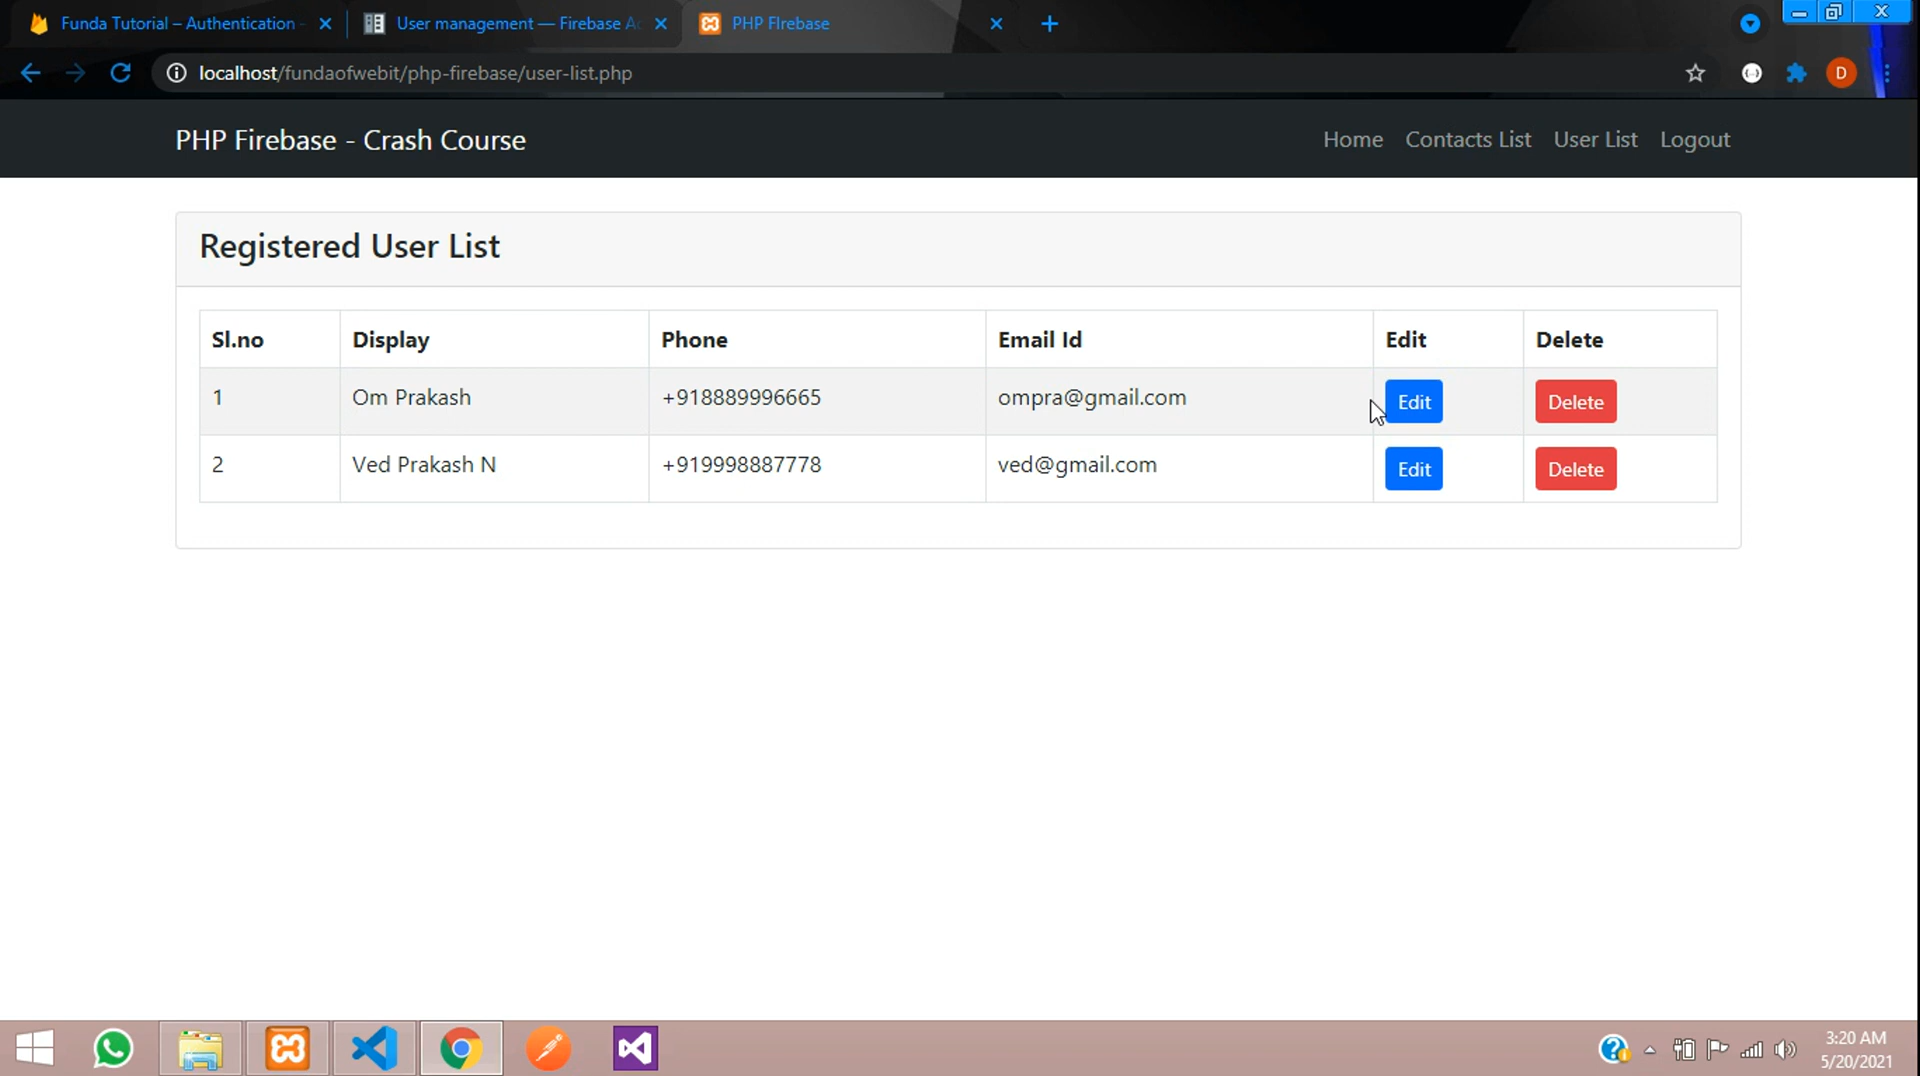 Funda Tutorial – Authentication
User management — Firebase A
PHP FIrebase
localhost/fundaofwebit/php-firebase/user-list.php
D
PHP Firebase - Crash Course
Home Contacts List User List Logout
Registered User List
Sl.no Display Phone Email Id Edit Delete
1 Om Prakash +918889996665 ompra@gmail.com Edit Delete
2 Ved Prakash N +919998887778 ved@gmail.com Edit Delete
3:20 AM
5/20/2021